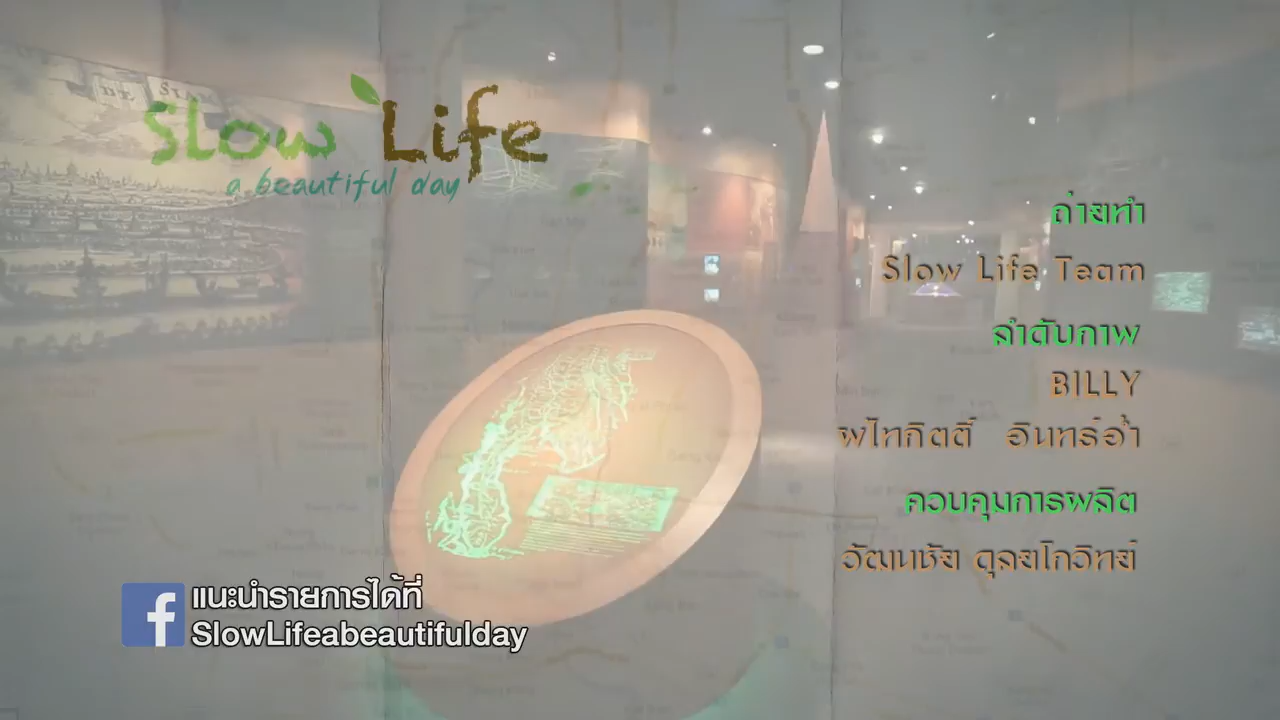 Slow Life
a beautiful day
ถ่ายทำ
Slow Life Team
ลำดับภาพ
BILLY
ผไทกิตติ์ อินทร์อ่ำ
ควบคุมการผลิต
วัฒนชัย ดุลยโกวิทย์
แนะนำรายการได้ที่
SlowLifeabeautifulday